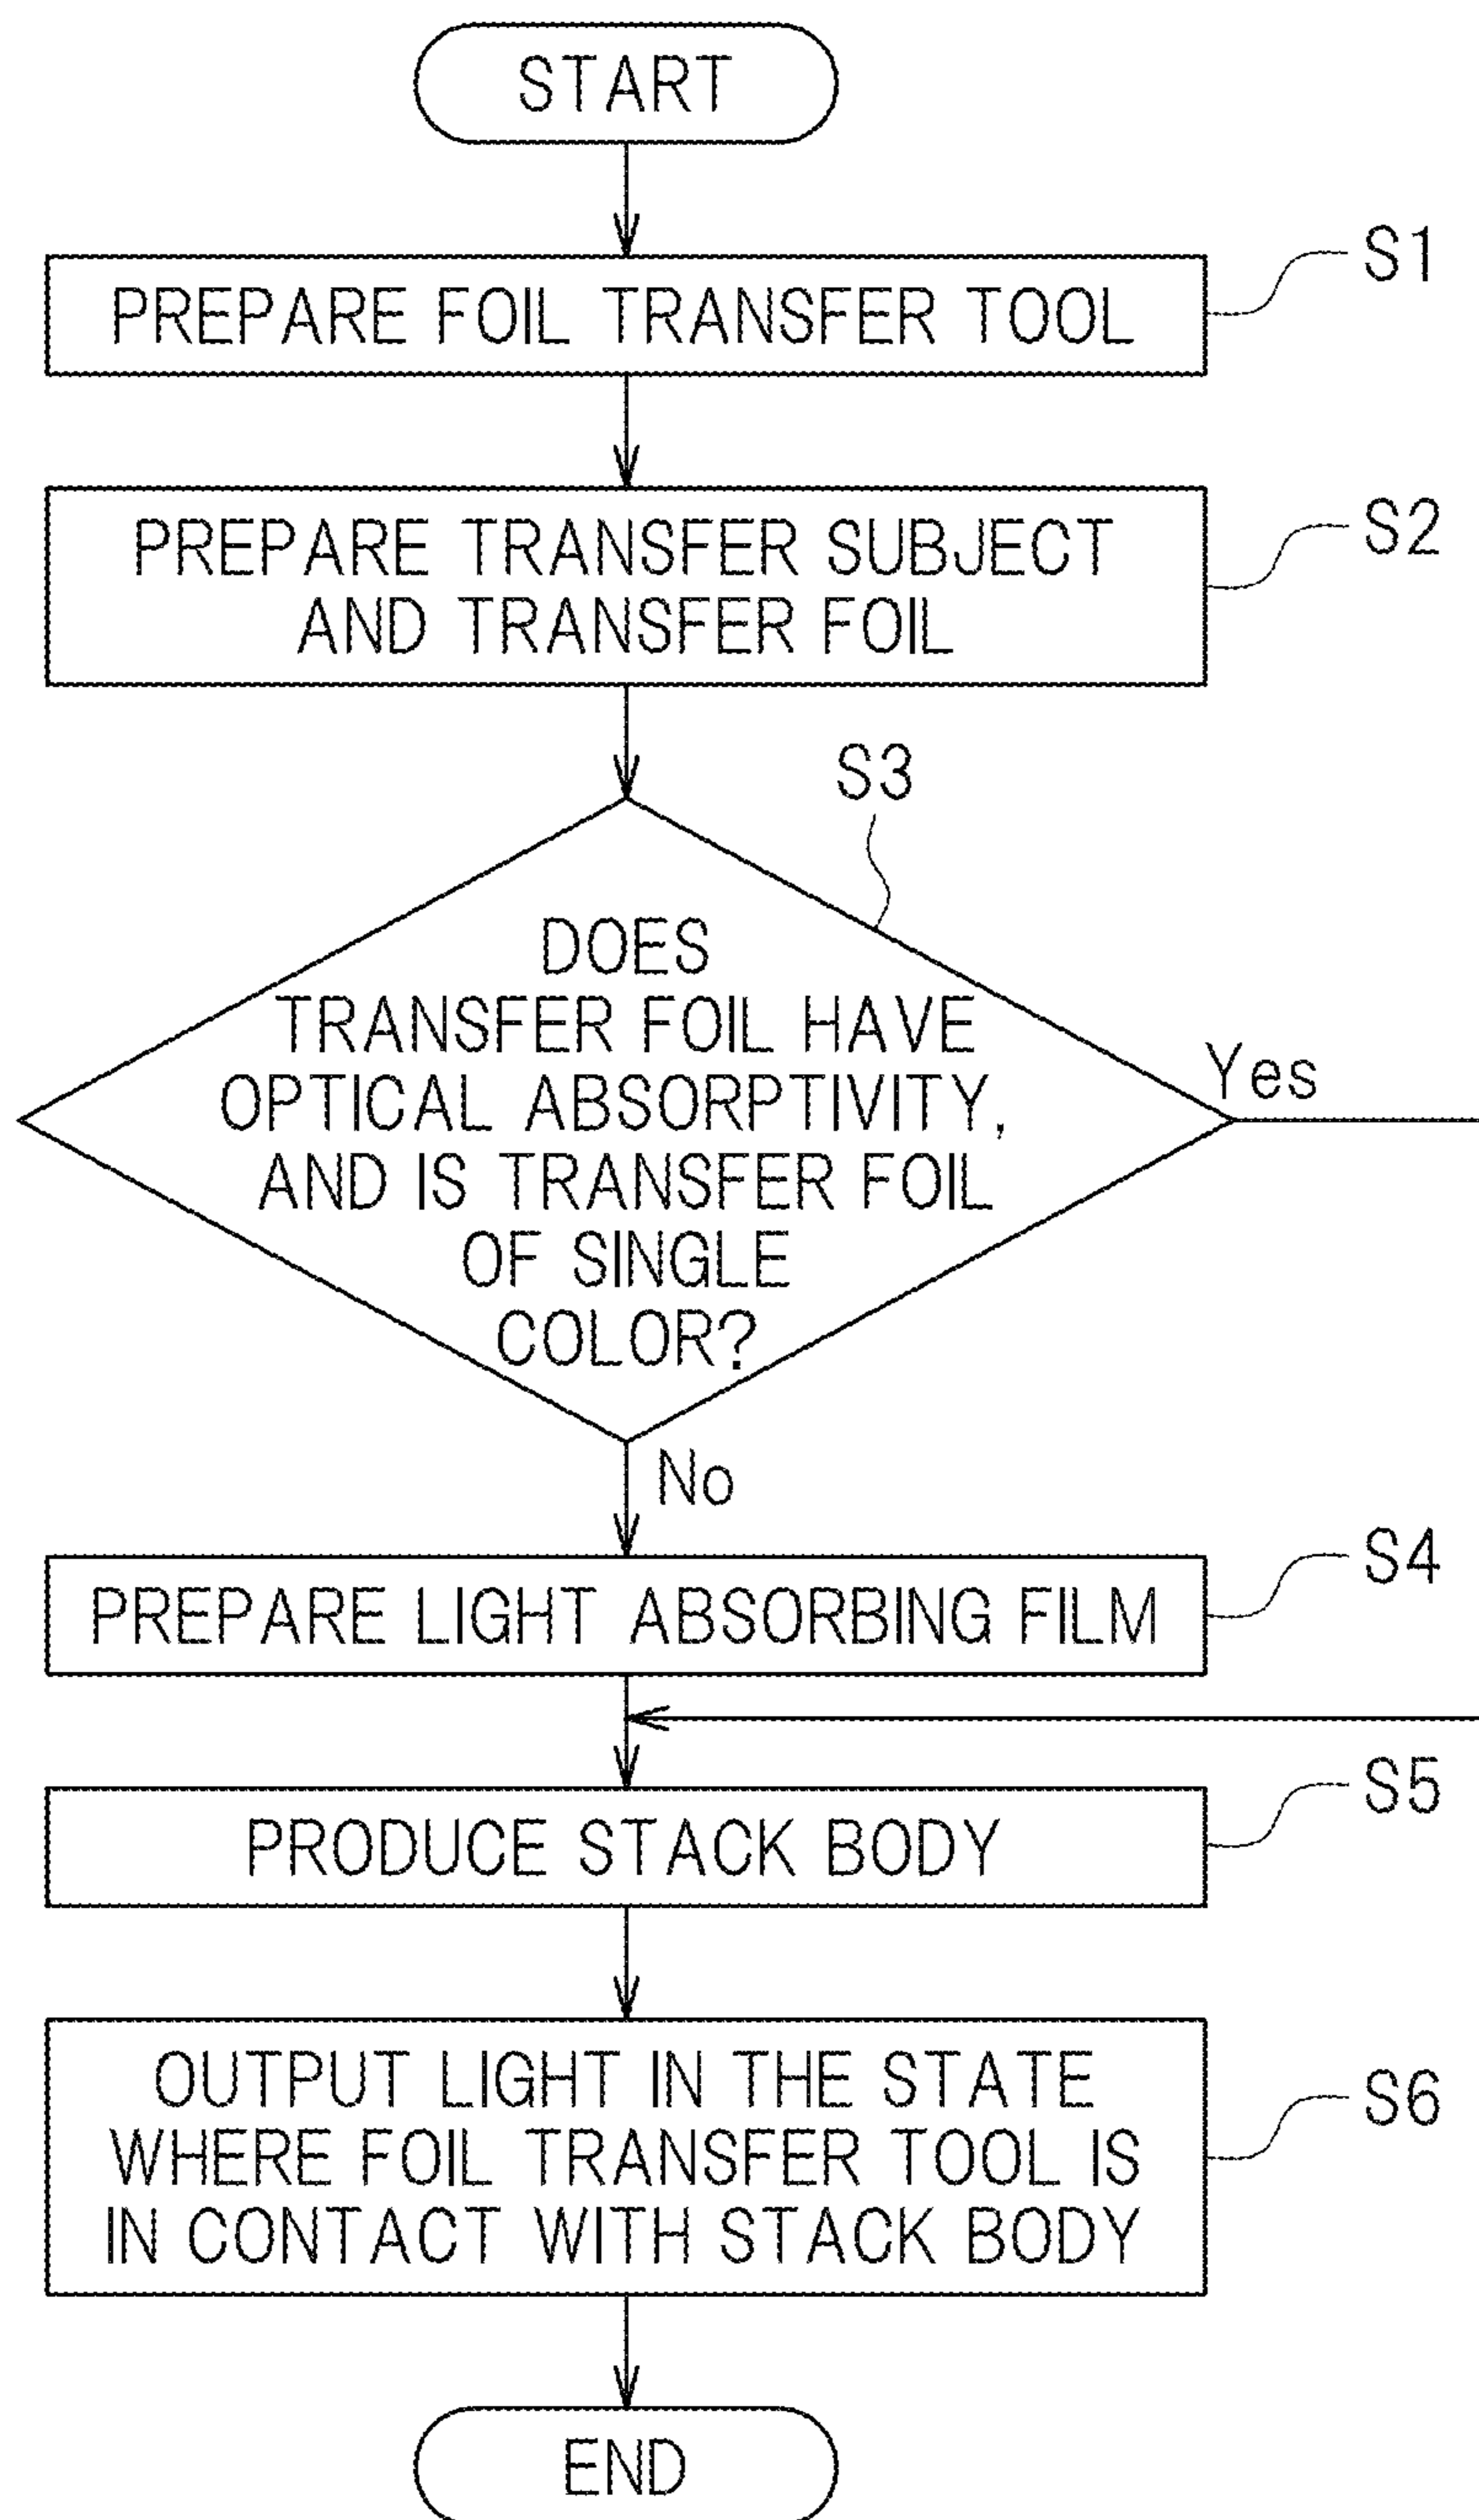 START
S1
PREPARE FOIL TRANSFER TOOL
S2
PREPARE TRANSFER SUBJECT
AND TRANSFER FOIL
S3
DOES
TRANSFER FOIL HAVE
OPTICAL ABSORPTIVITY,
AND IS TRANSFER FOIL
OF SINGLE
COLOR?
Yes
No
S4
PREPARE LIGHT ABSORBING FILM
S5
PRODUCE STACK BODY
S6
OUTPUT LIGHT IN THE STATE
WHERE FOIL TRANSFER TOOL IS
IN CONTACT WITH STACK BODY
END